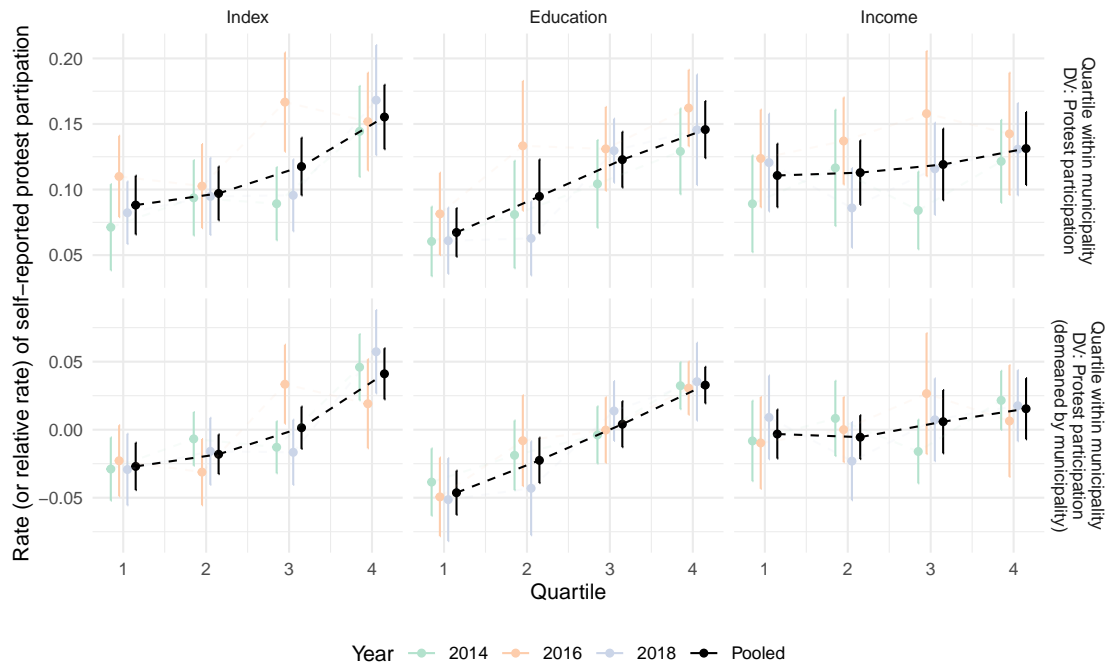 Index
Education
Income
Rate (or relative rate) of self−reported protest partipation
0.20
0.15
0.10
0.05
Quartile within municipality
DV: Protest participation
0.05
0.00
−0.05
Quartile within municipality
DV: Protest participation
(demeaned by municipality)
1 2 3 4 1 2 3 4 1 2 3 4
Quartile
Year 2014 2016 2018 Pooled